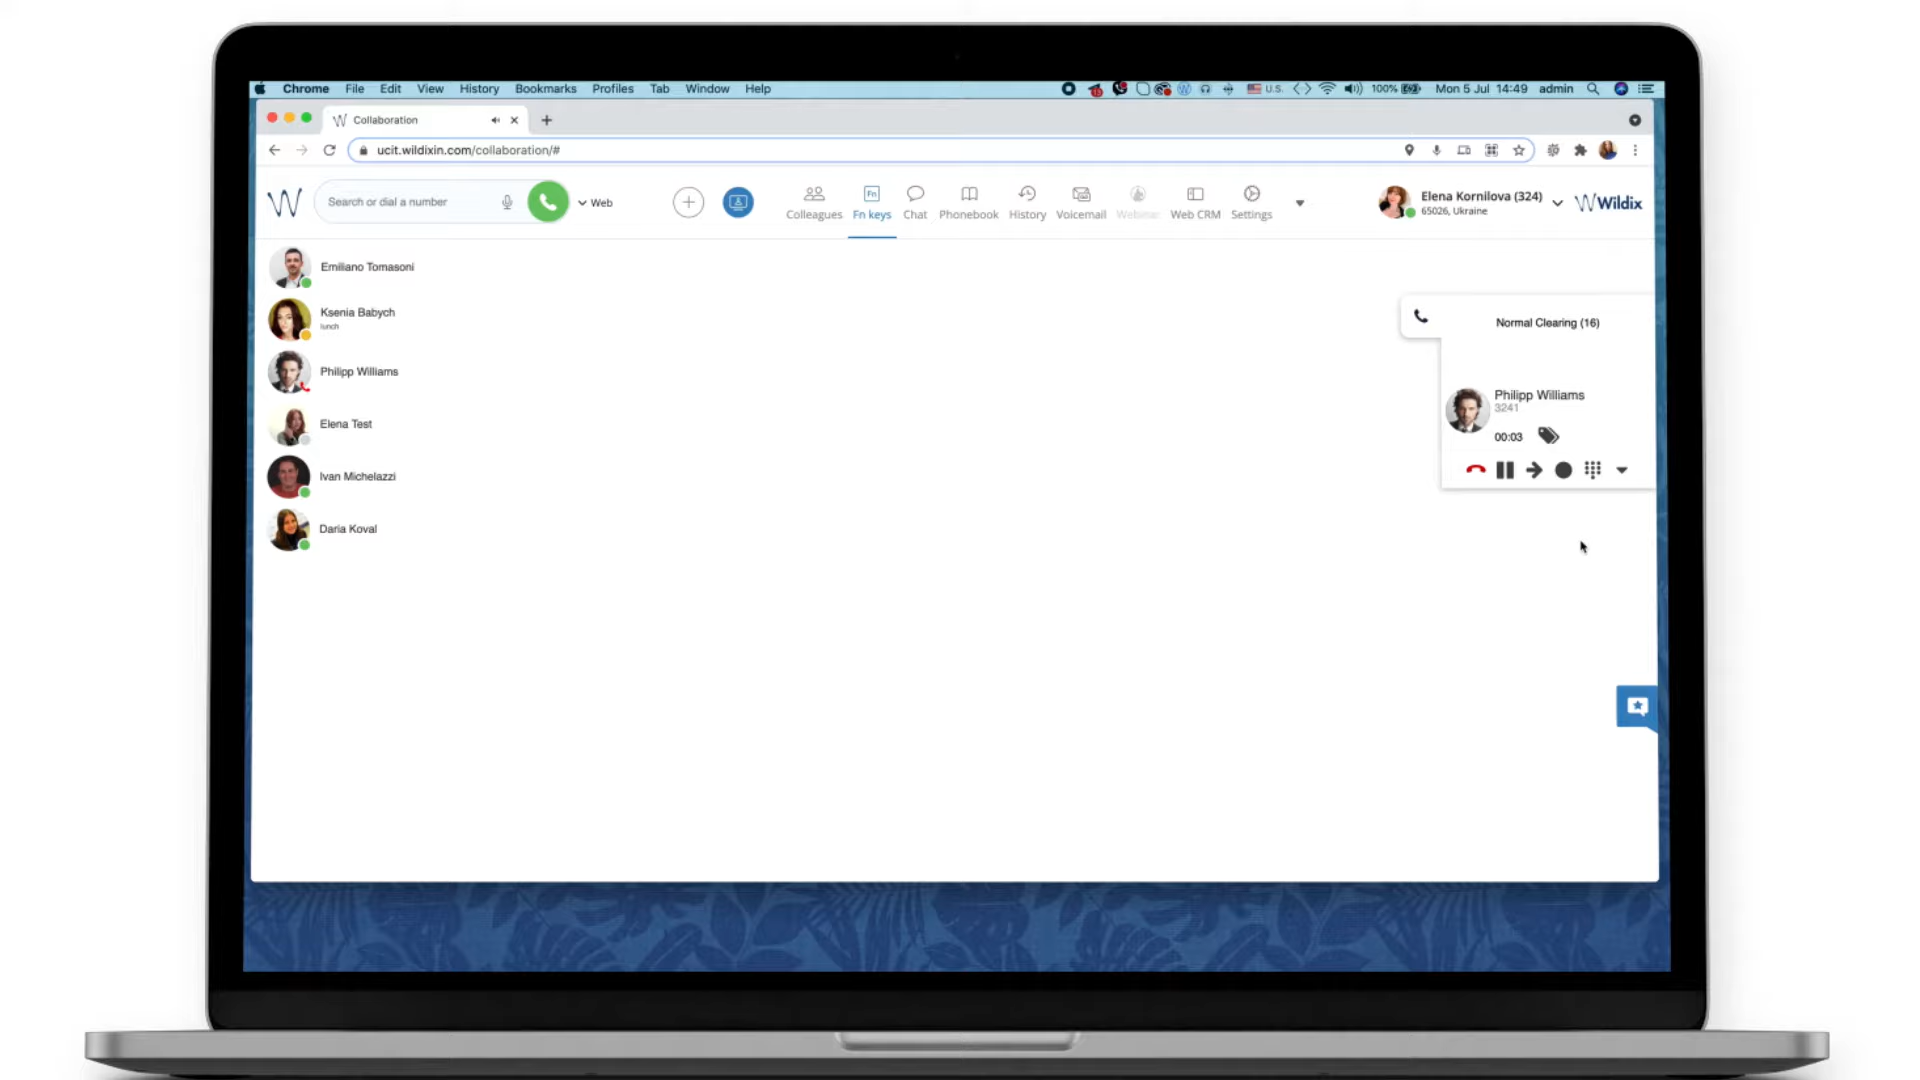 Chrome File Edit View History Bookmarks Profiles Tab Window Help U.S. 100% Mon 5 Jul 14:49 admin
Collaboration
ucit.wildixin.com/collaboration/#
Search or dial a number
Web
Colleagues Fn keys Chat Phonebook History Voicemail Webinar Web CRM Settings
Fn
Elena Kornilova (324)
65026, Ukraine
Wildix
Emiliano Tomasoni
Ksenia Babych
lunch
Philipp Williams
Elena Test
Ivan Michelazzi
Daria Koval
Normal Clearing (16)
Philipp Williams
3241
00:03